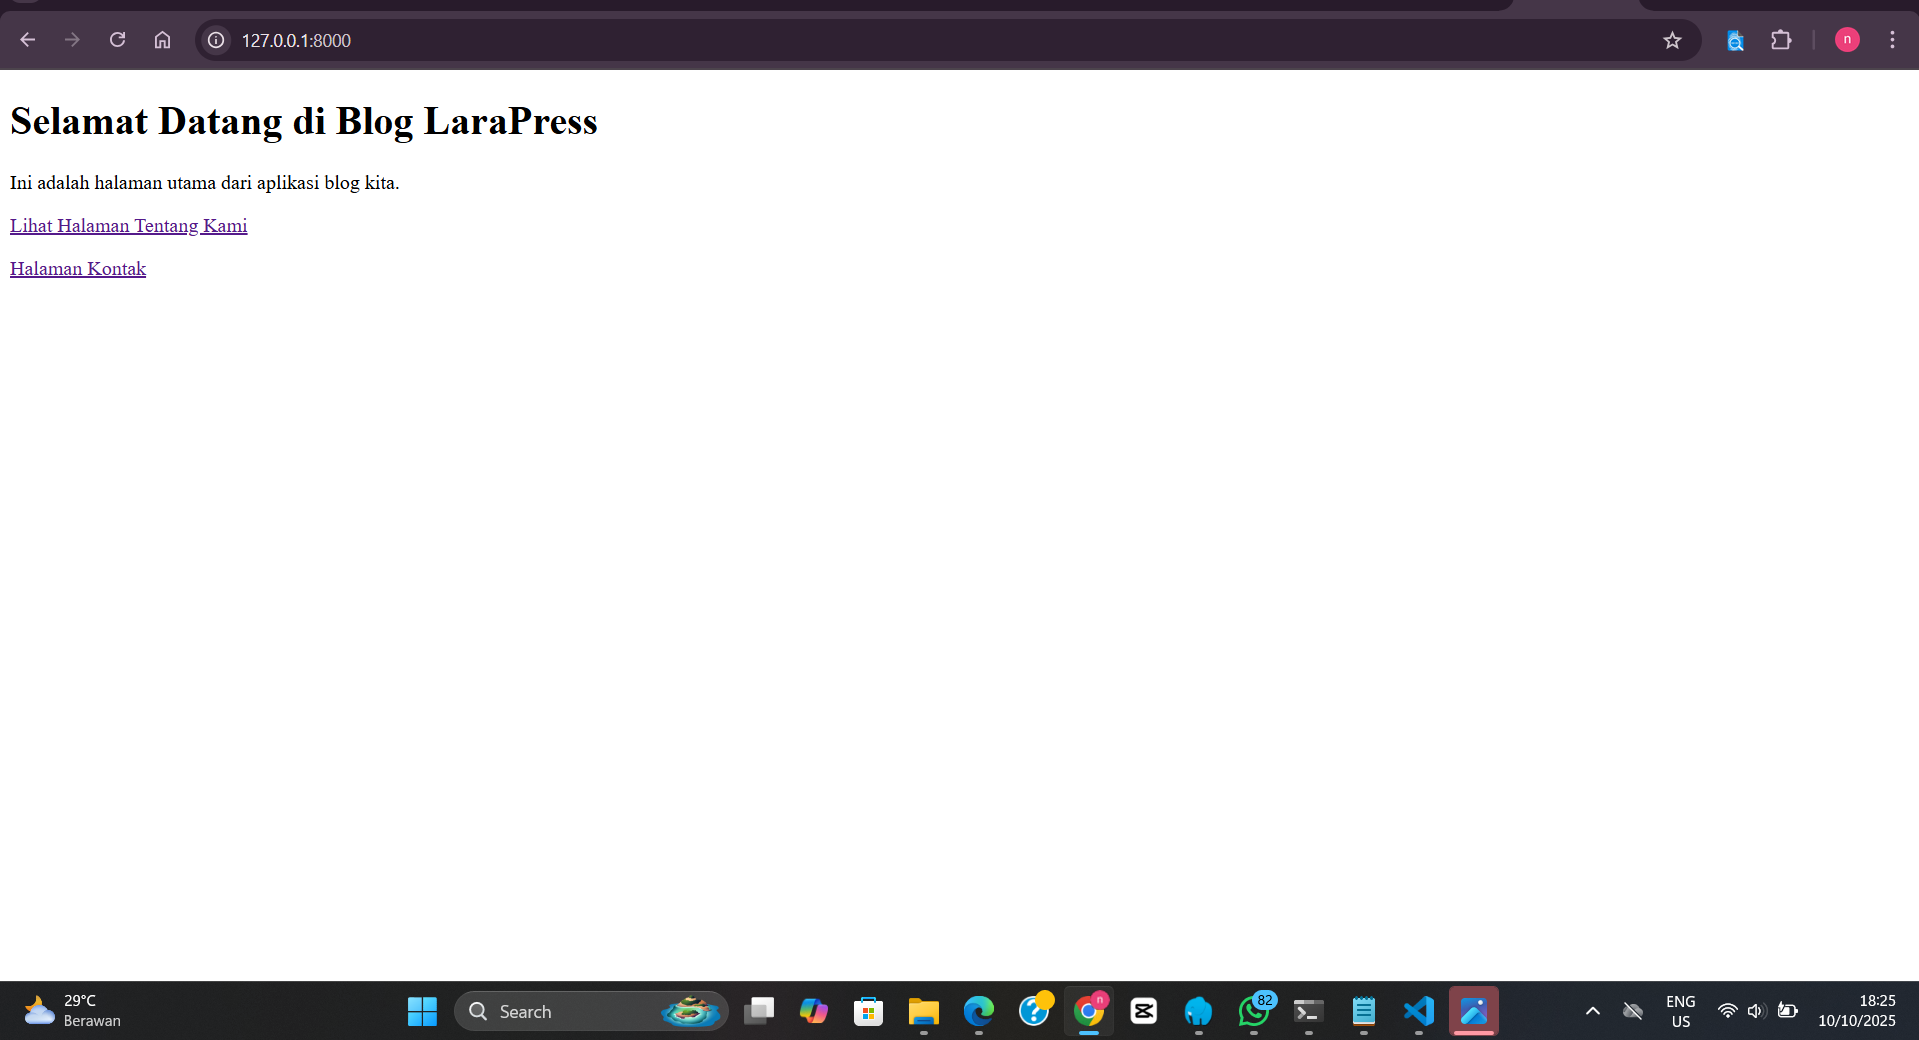 127.0.0.1:8000
n
Selamat Datang di Blog LaraPress
Ini adalah halaman utama dari aplikasi blog kita.
Lihat Halaman Tentang Kami
Halaman Kontak
29°C
Berawan
Search
n
82
ENG
US
18:25
10/10/2025